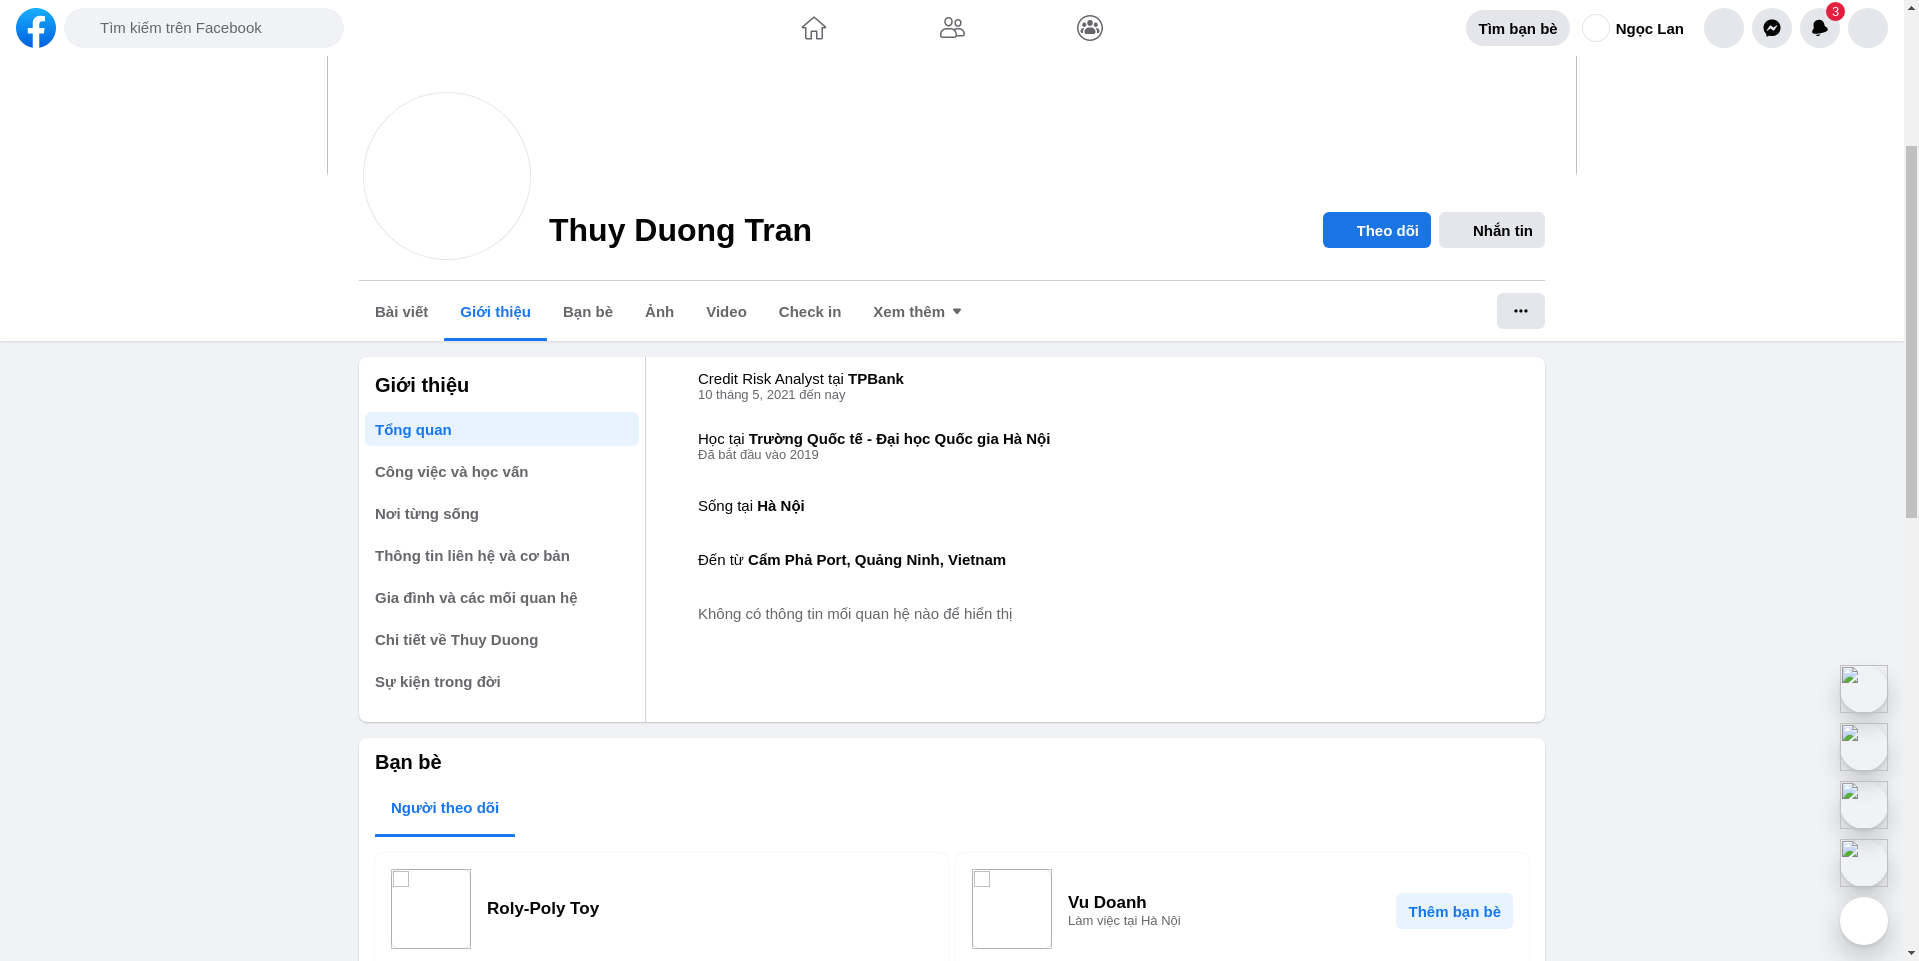 Tìm kiếm trên Facebook
Tìm bạn bè
Ngọc Lan
3
Thuy Duong Tran
Theo dõi
Nhắn tin
Bài viết
Giới thiệu
Bạn bè
Ảnh
Video
Check in
Xem thêm
Giới thiệu
Tổng quan
Công việc và học vấn
Nơi từng sống
Thông tin liên hệ và cơ bản
Gia đình và các mối quan hệ
Chi tiết về Thuy Duong
Sự kiện trong đời
Credit Risk Analyst tại TPBank
10 tháng 5, 2021 đến nay
Học tại Trường Quốc tế - Đại học Quốc gia Hà Nội
Đã bắt đầu vào 2019
Sống tại Hà Nội
Đến từ Cẩm Phả Port, Quảng Ninh, Vietnam
Không có thông tin mối quan hệ nào để hiển thị
Bạn bè
Người theo dõi
Roly-Poly Toy
Vu Doanh
Làm việc tại Hà Nội
Thêm bạn bè